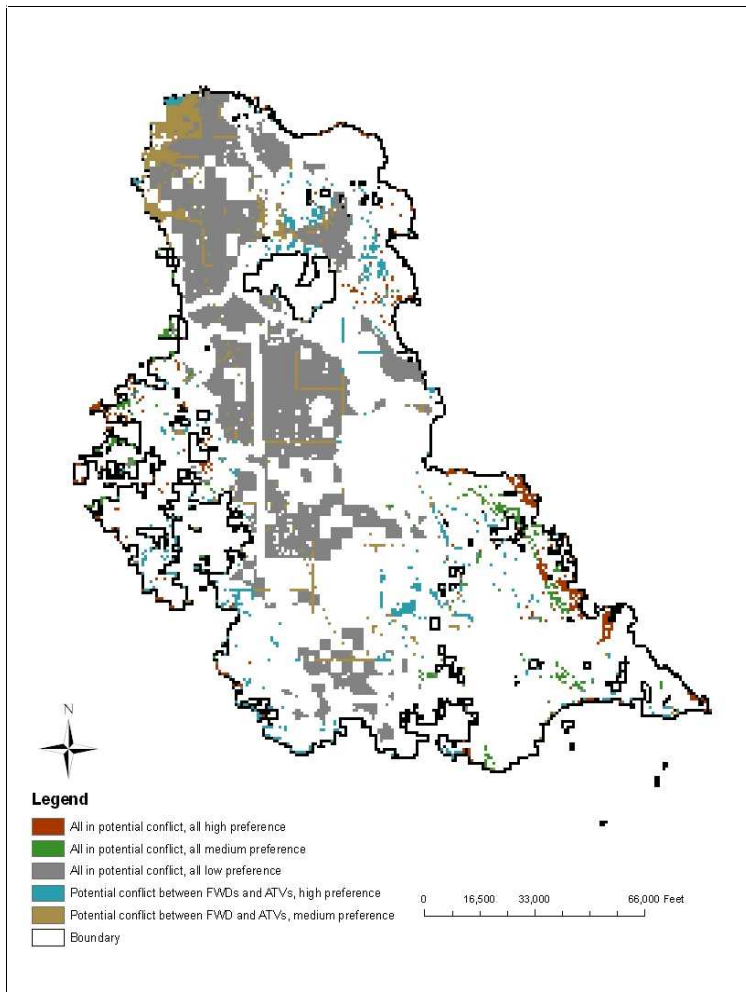 N
Legend
All in potential conflict, all high preference
All in potential conflict, all medium preference
All in potential conflict, all low preference
Potential conflict between FWDs and ATVs, high preference
Potential conflict between FWD and ATVs, medium preference
Boundary
0 16,500 33,000 66,000 Feet